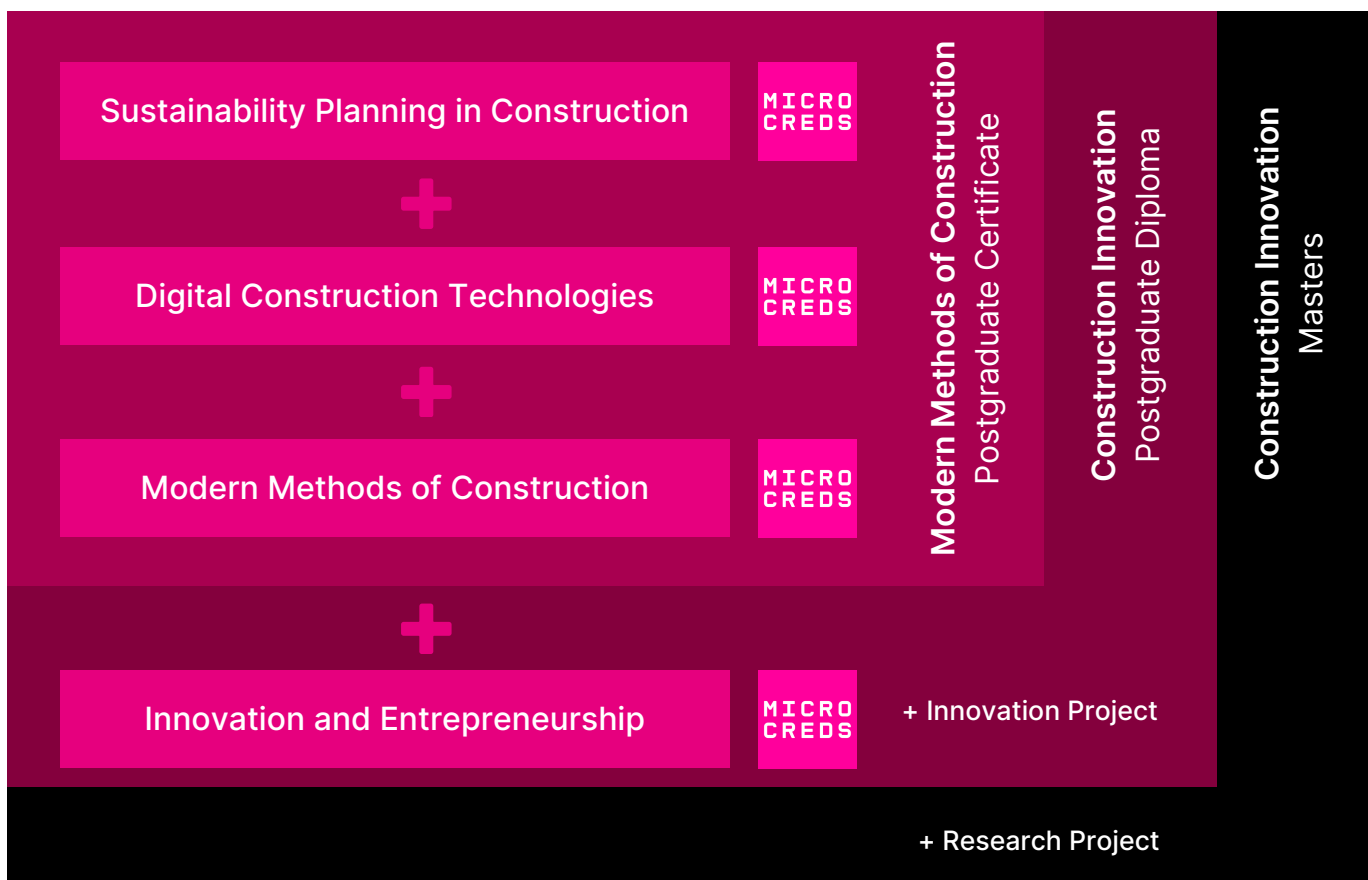 Sustainability Planning in Construction
MICRO
CREDS
+
Digital Construction Technologies
MICRO
CREDS
+
Modern Methods of Construction
MICRO
CREDS
Modern Methods of Construction
Postgraduate Certificate
Construction Innovation
Postgraduate Diploma
Construction Innovation
Masters
+
Innovation and Entrepreneurship
MICRO
CREDS
+ Innovation Project
+ Research Project